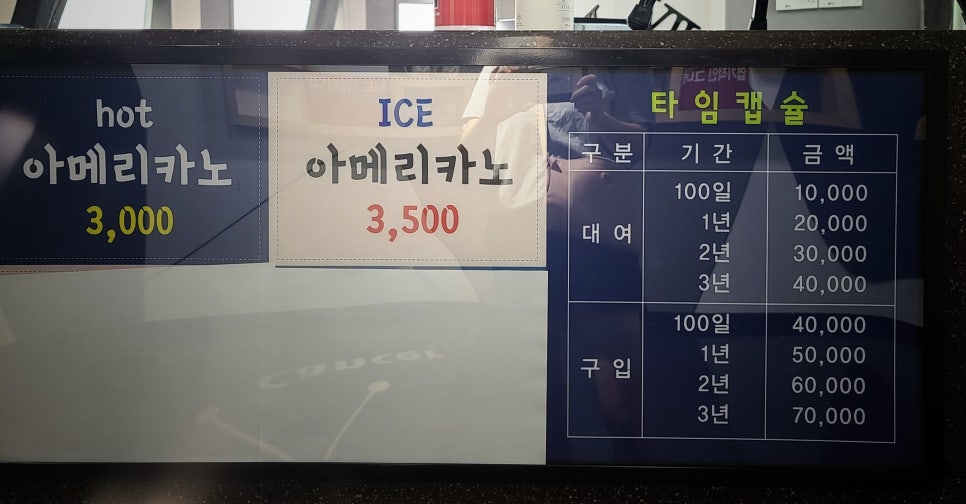 hot
아메리카노
3,000
ICE
아메리카노
3,500
타임캡슐
구분 기간 금액
대여
100일 10,000
1년 20,000
2년 30,000
3년 40,000
구입
100일 40,000
1년 50,000
2년 60,000
3년 70,000
Cancer